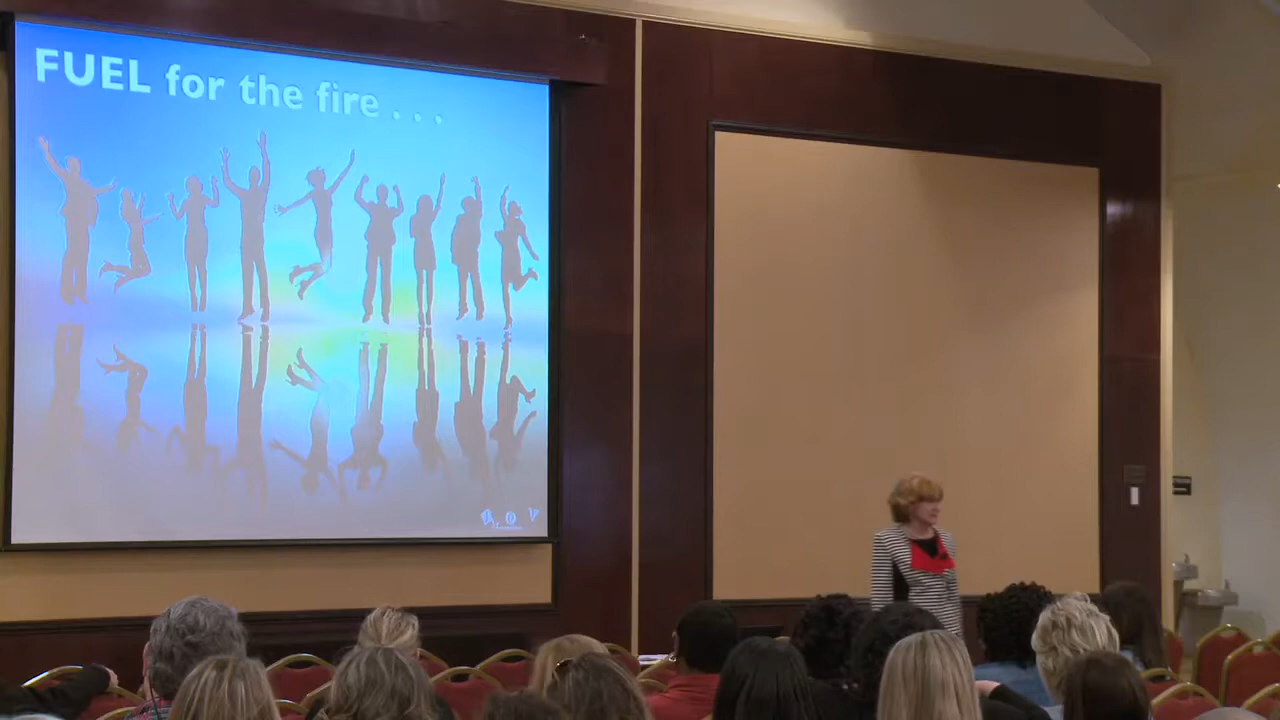 FUEL for the fire . . .